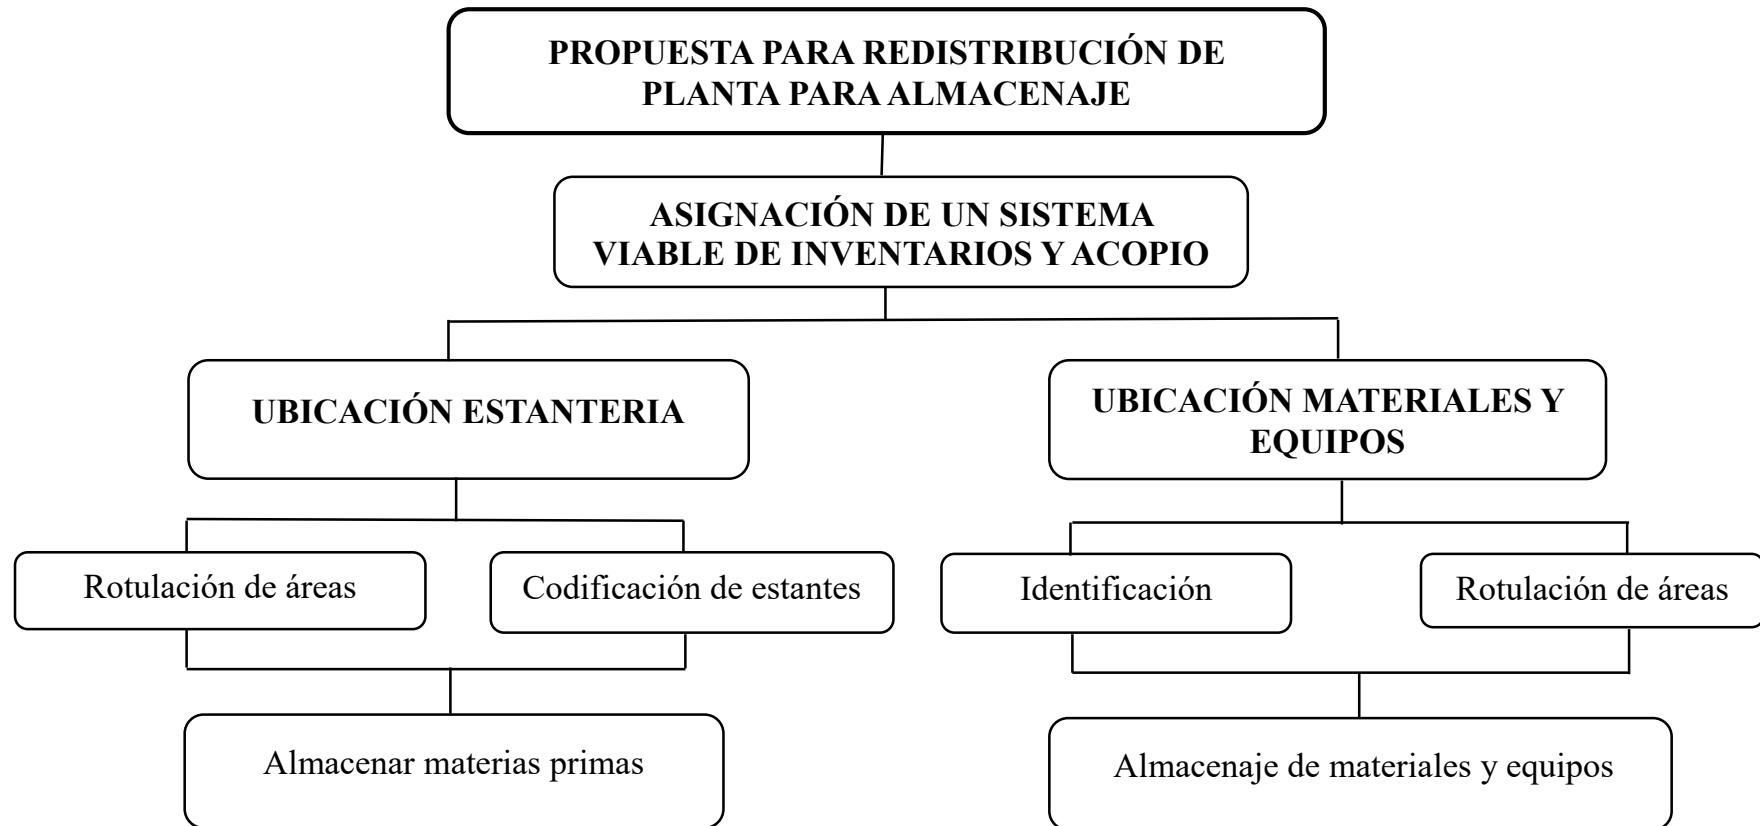 PROPUESTA PARA REDISTRIBUCIÓN DE
PLANTA PARA ALMACENAJE
ASIGNACIÓN DE UN SISTEMA
VIABLE DE INVENTARIOS Y ACOPIO
UBICACIÓN ESTANTERIA
UBICACIÓN MATERIALES Y
EQUIPOS
Rotulación de áreas
Codificación de estantes
Identificación
Rotulación de áreas
Almacenar materias primas
Almacenaje de materiales y equipos